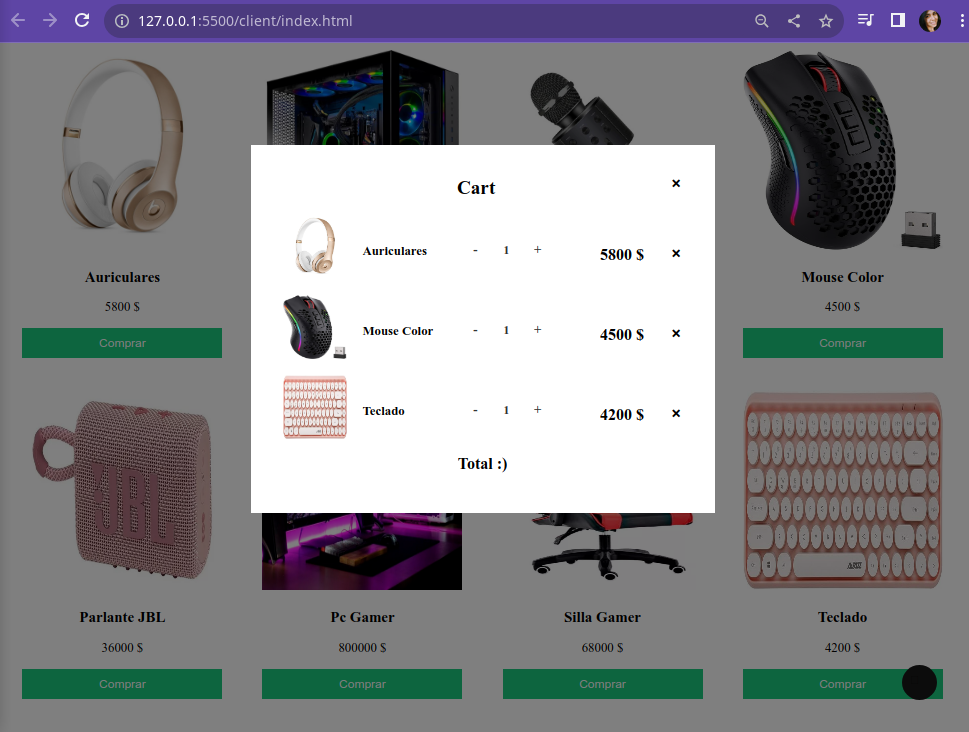 127.0.0.1:5500/client/index.html
Cart ×
Auriculares - 1 + 5800 $ ×
Mouse Color - 1 + 4500 $ ×
Teclado - 1 + 4200 $ ×
Total :)
Auriculares
5800 $
Comprar
Mouse Color
4500 $
Comprar
JBL
Parlante JBL
36000 $
Comprar
Pc Gamer
800000 $
Comprar
Silla Gamer
68000 $
Comprar
Teclado
4200 $
Comprar